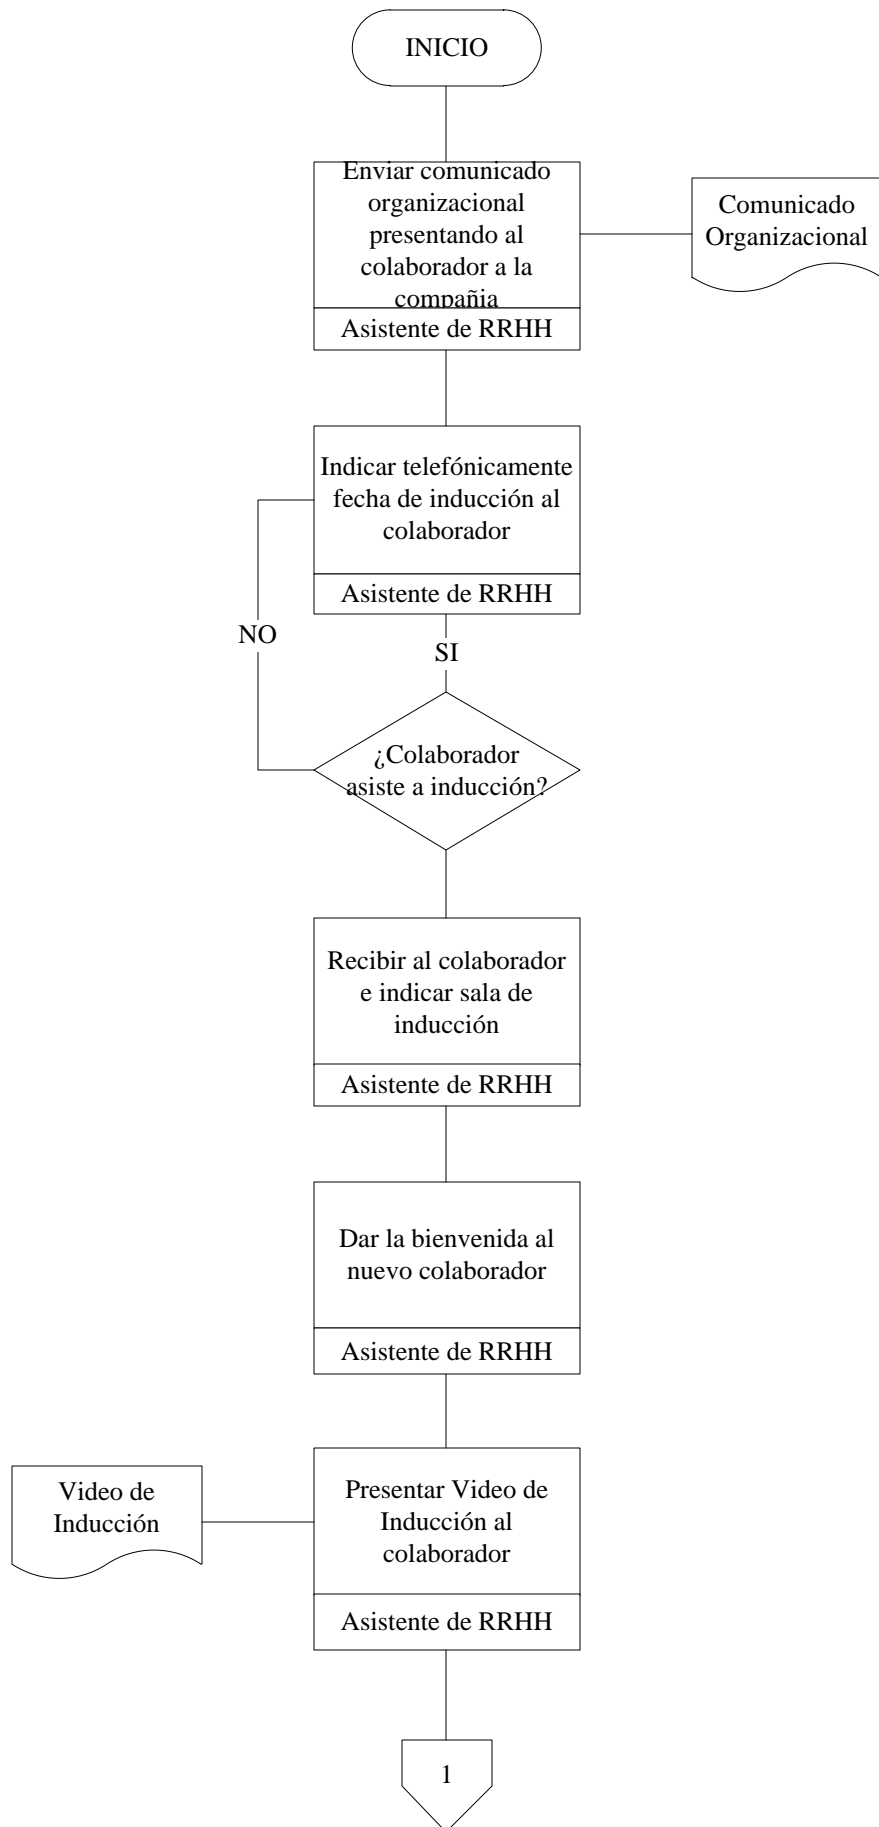 INICIO
Enviar comunicado
organizacional
presentando al
colaborador a la
compañia
Asistente de RRHH
Comunicado
Organizacional
Indicar telefónicamente
fecha de inducción al
colaborador
Asistente de RRHH
NO
SI
¿Colaborador
asiste a inducción?
Recibir al colaborador
e indicar sala de
inducción
Asistente de RRHH
Dar la bienvenida al
nuevo colaborador
Asistente de RRHH
Video de
Inducción
Presentar Video de
Inducción al
colaborador
Asistente de RRHH
1